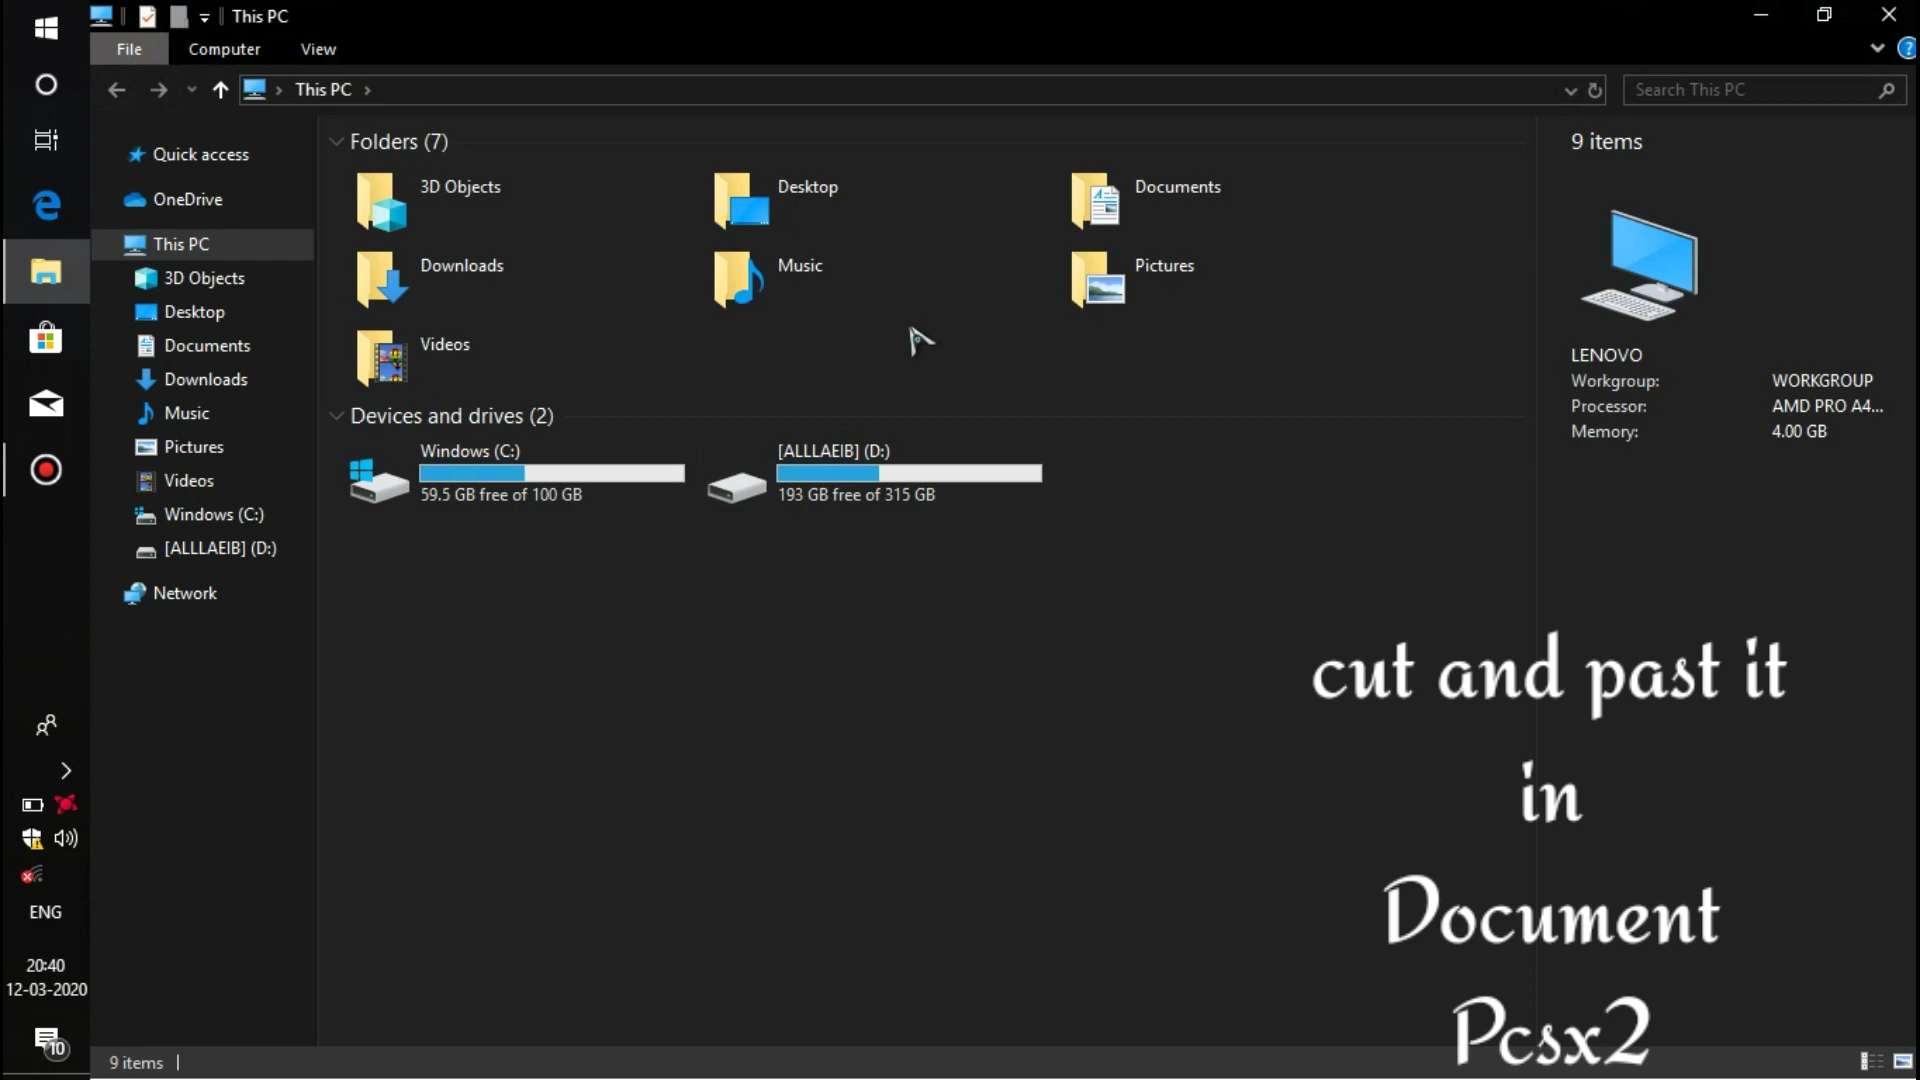 This PC
File
Computer
View
This PC
Search This PC
Quick access
OneDrive
This PC
3D Objects
Desktop
Documents
Downloads
Music
Pictures
Videos
Windows (C:)
[ALLLAEIB] (D:)
Network
Folders (7)
3D Objects
Desktop
Documents
Downloads
Music
Pictures
Videos
Devices and drives (2)
Windows (C:)
59.5 GB free of 100 GB
[ALLLAEIB] (D:)
193 GB free of 315 GB
9 items
LENOVO
Workgroup: WORKGROUP
Processor: AMD PRO A4...
Memory: 4.00 GB
cut and past it
in
Document
Pcsx2
ENG
20:40
12-03-2020
10
9 items